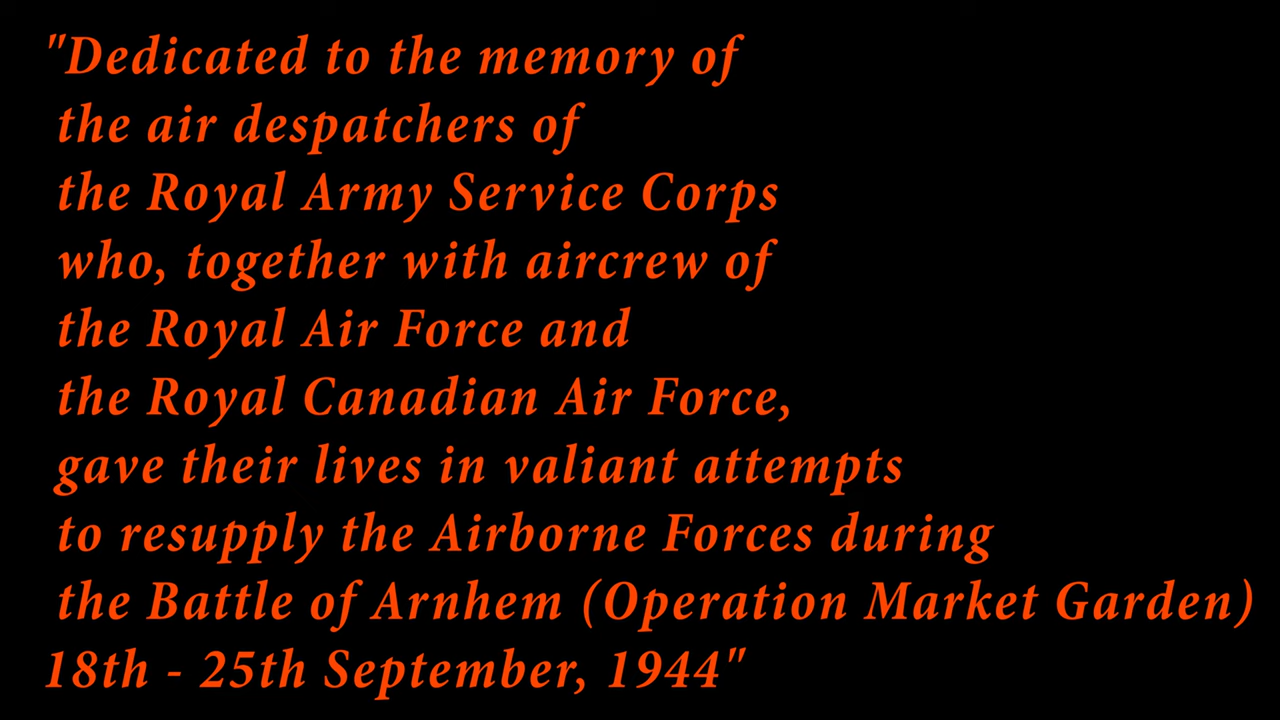 "Dedicated to the memory of
the air despatchers of
the Royal Army Service Corps
who, together with aircrew of
the Royal Air Force and
the Royal Canadian Air Force,
gave their lives in valiant attempts
to resupply the Airborne Forces during
the Battle of Arnhem (Operation Market Garden)
18th - 25th September, 1944"